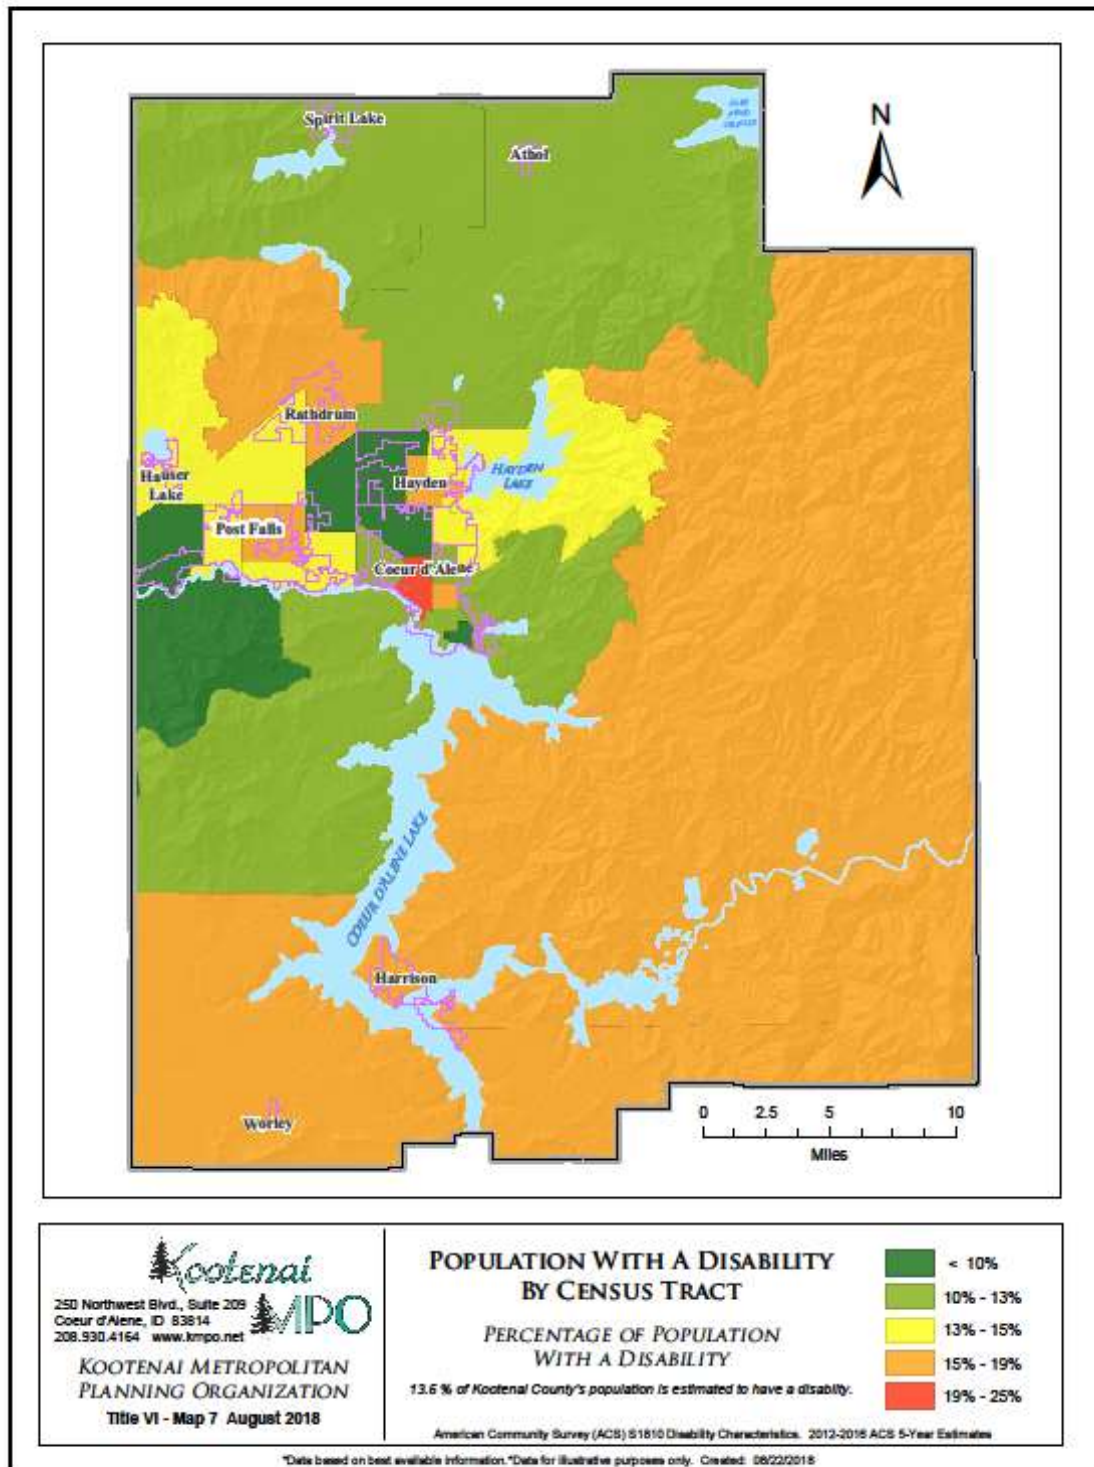 Spirit Lake
Athol
N
Rathdrum
Hauser
Lake
Hayden
HAYDEN
LAKE
Post Falls
Coeur d'Alene
COEUR D'ALENE LAKE
Harrison
Worley
0 2.5 5 10
Miles
Kootenai
MPO
250 Northwest Blvd., Suite 209
Coeur d'Alene, ID 83814
208.930.4164 www.kmpo.net
KOOTENAI METROPOLITAN
PLANNING ORGANIZATION
Title VI - Map 7 August 2018
POPULATION WITH A DISABILITY
BY CENSUS TRACT
PERCENTAGE OF POPULATION
WITH A DISABILITY
13.6 % of Kootenai County's population is estimated to have a disability.
< 10%
10% - 13%
13% - 15%
15% - 19%
19% - 25%
American Community Survey (ACS) S1810 Disability Characteristics. 2012-2016 ACS 5-Year Estimates
*Data based on best available information.*Data for illustrative purposes only. Created: 08/22/2018